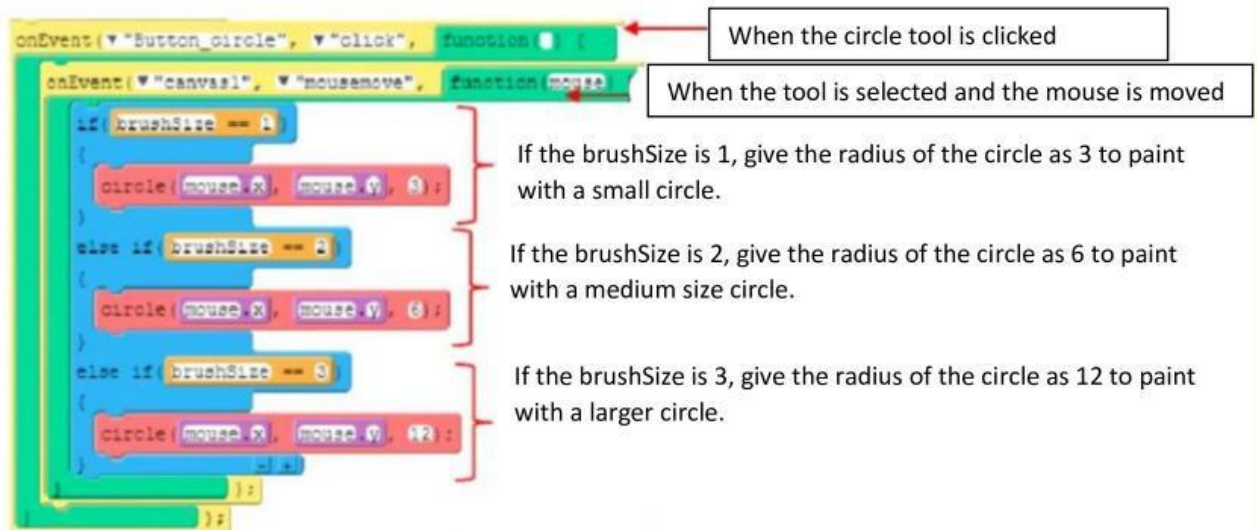 onEvent(▼"Button_circle", ▼"click", function( ) {
When the circle tool is clicked
onEvent(▼"canvas1", ▼"mousemove", function(mouse)
When the tool is selected and the mouse is moved
if(brushSize == 1)
{
If the brushSize is 1, give the radius of the circle as 3 to paint
circle(mouse.x, mouse.y, 3);
with a small circle.
}
else if(brushSize == 2)
If the brushSize is 2, give the radius of the circle as 6 to paint
{
with a medium size circle.
circle(mouse.x, mouse.y, 6);
}
else if(brushSize == 3)
If the brushSize is 3, give the radius of the circle as 12 to paint
{
with a larger circle.
circle(mouse.x, mouse.y, 12);
}
- +
} );
} );